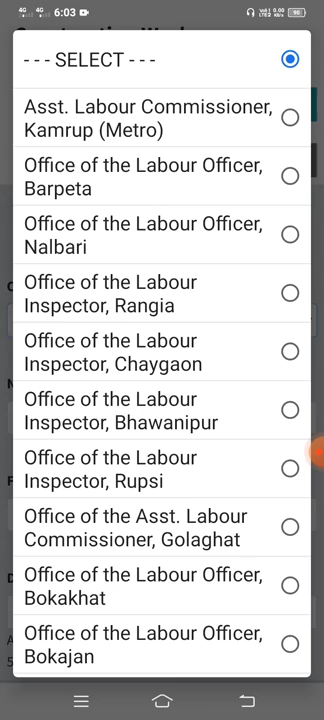 4G 4G 6:03
- - - SELECT - - -
Asst. Labour Commissioner,
Kamrup (Metro)
Office of the Labour Officer,
Barpeta
Office of the Labour Officer,
Nalbari
Office of the Labour
Inspector, Rangia
Office of the Labour
Inspector, Chaygaon
Office of the Labour
Inspector, Bhawanipur
Office of the Labour
Inspector, Rupsi
Office of the Asst. Labour
Commissioner, Golaghat
Office of the Labour Officer,
Bokakhat
Office of the Labour Officer,
Bokajan